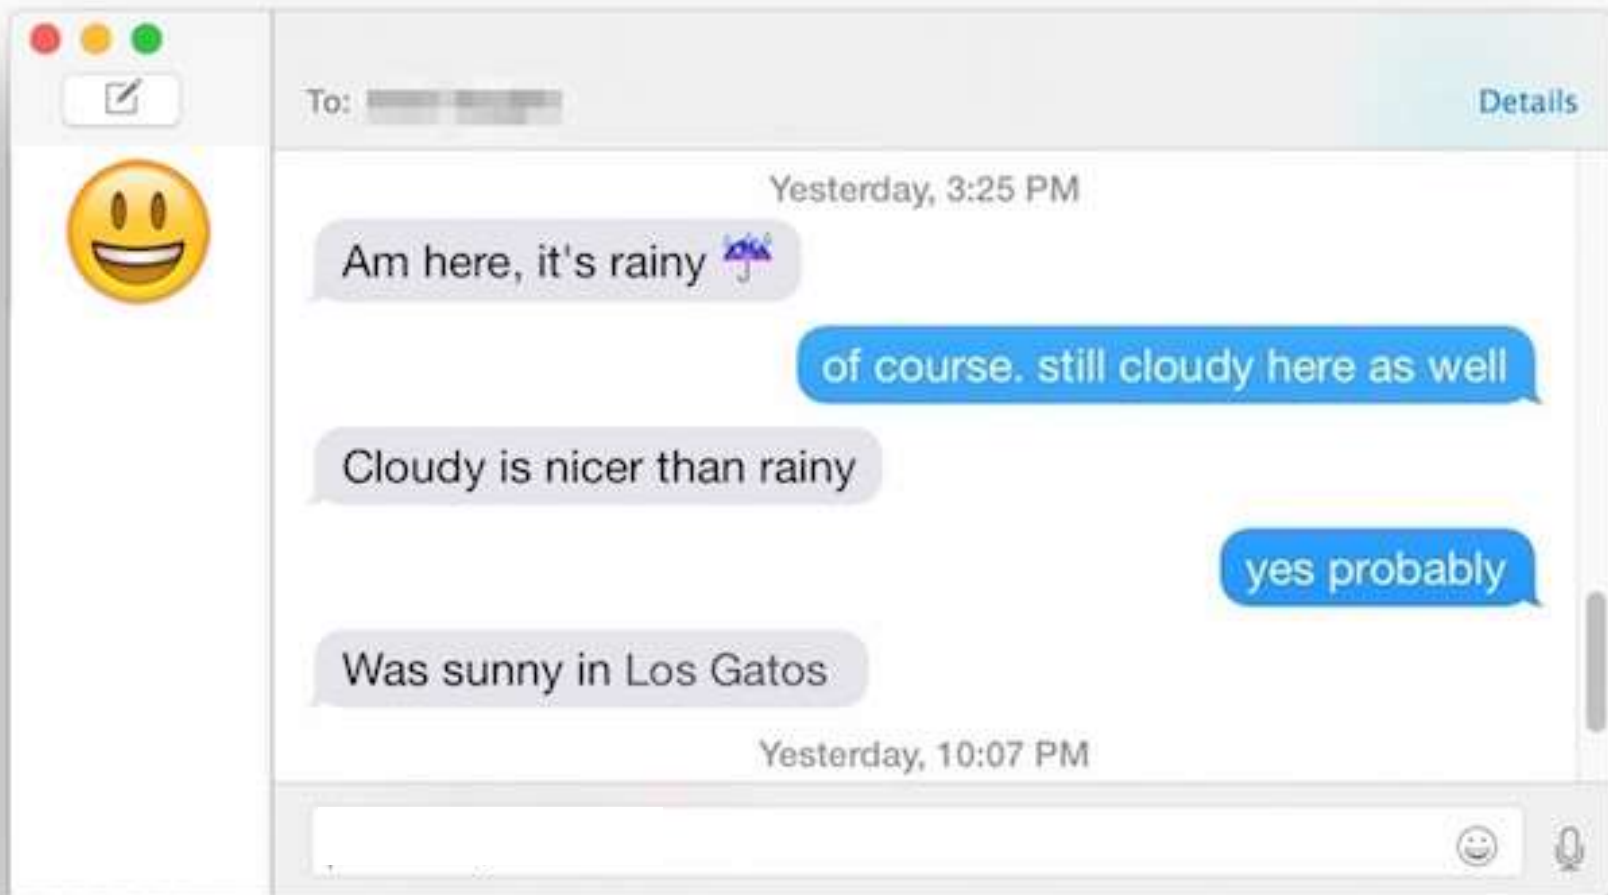 To:
Details
Yesterday, 3:25 PM
Am here, it's rainy ☔
of course. still cloudy here as well
Cloudy is nicer than rainy
yes probably
Was sunny in Los Gatos
Yesterday, 10:07 PM